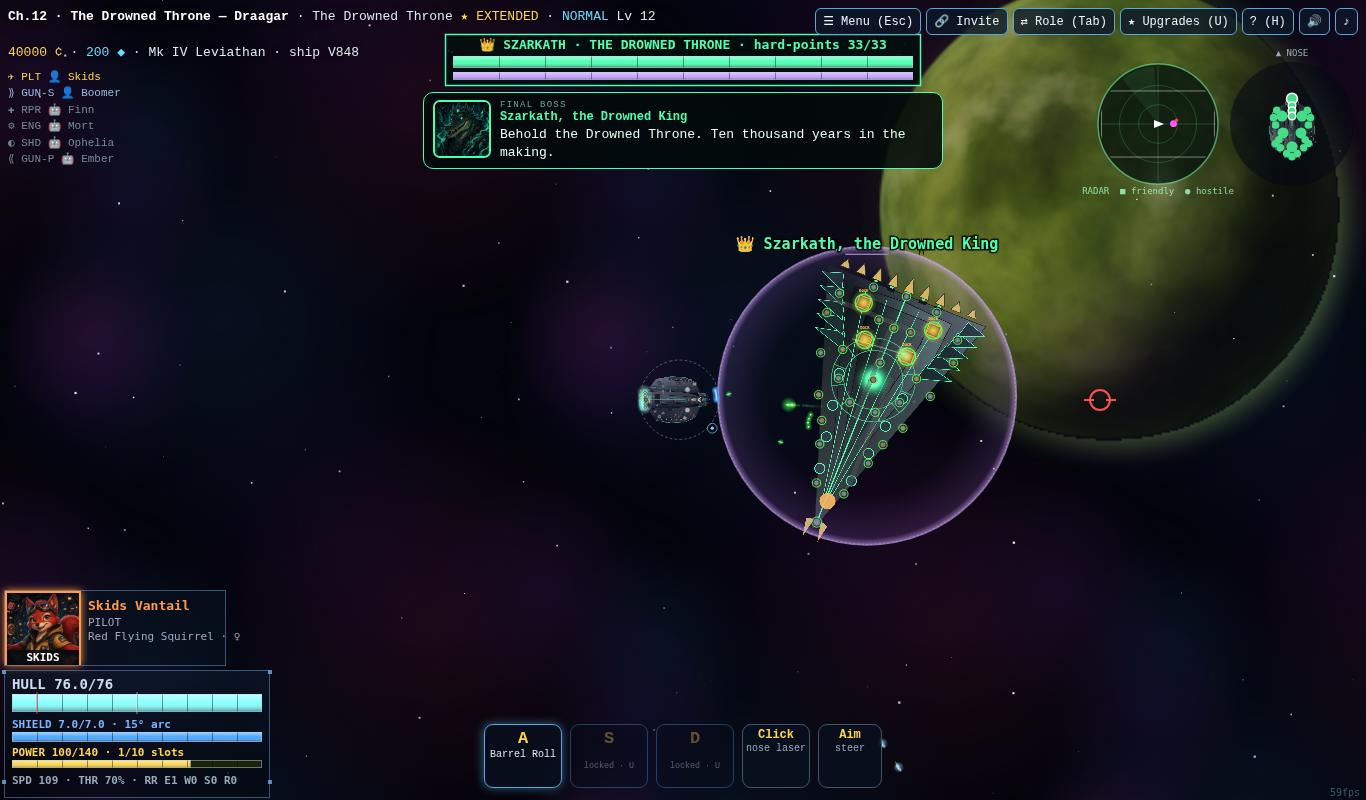 Ch.12 · The Drowned Throne — Draagar · The Drowned Throne ★ EXTENDED · NORMAL Lv 12
☰ Menu (Esc)
🔗 Invite
⇄ Role (Tab)
★ Upgrades (U)
? (H)
40000 ¢ · 200 ◆ · Mk IV Leviathan · ship V848
PLT 👤 Skids
GUN-S 👤 Boomer
RPR 🤖 Finn
ENG 🤖 Mort
SHD 🤖 Ophelia
GUN-P 🤖 Ember
👑 SZARKATH · THE DROWNED THRONE · hard-points 33/33
FINAL BOSS
Szarkath, the Drowned King
Behold the Drowned Throne. Ten thousand years in the
making.
▲ NOSE
RADAR ■ friendly ● hostile
👑 Szarkath, the Drowned King
Skids Vantail
PILOT
Red Flying Squirrel · ♀
SKIDS
HULL 76.0/76
SHIELD 7.0/7.0 · 15° arc
POWER 100/140 · 1/10 slots
SPD 109 · THR 70% · RR E1 W0 S0 R0
A
Barrel Roll
S
locked · U
D
locked · U
Click
nose laser
Aim
steer
59fps